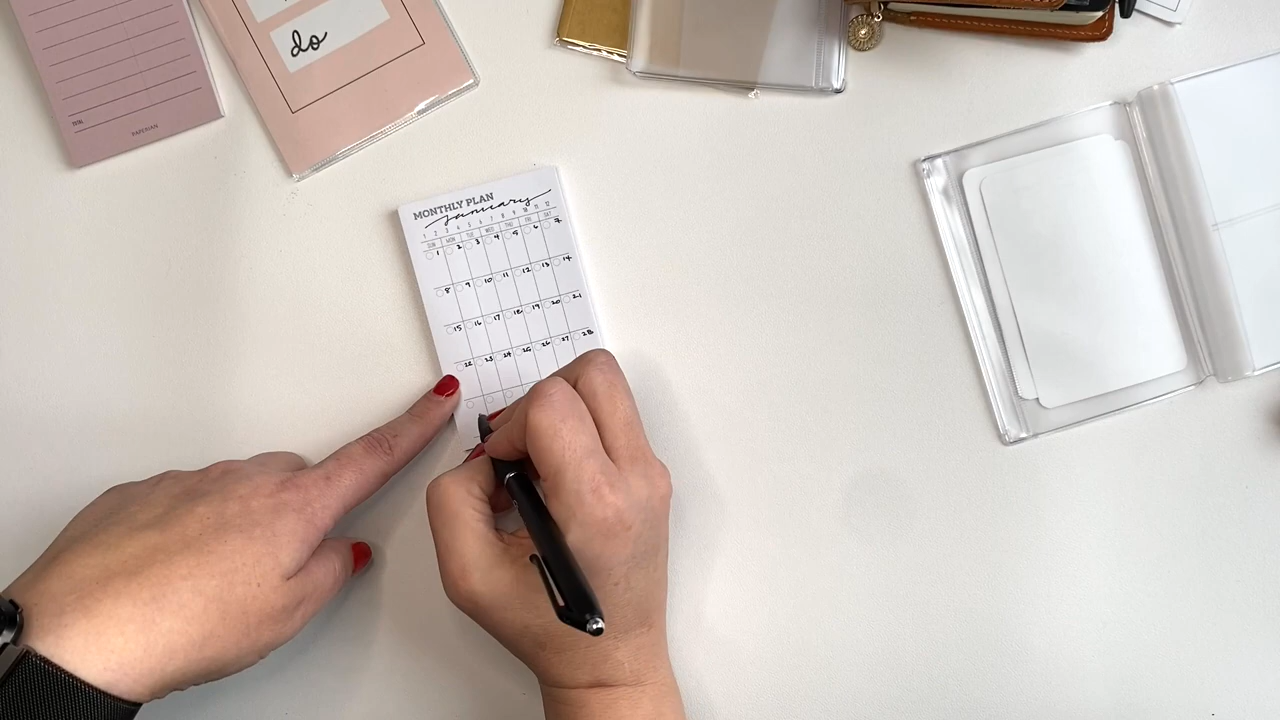 do
TOTAL
PAPERIAN
MONTHLY PLAN
january
1 2 3 4 5 6 7 8 9 10 11 12
SUN MON TUE WED THU FRI SAT
1 2 3 4 5 6 7
8 9 10 11 12 13 14
15 16 17 18 19 20 21
22 23 24 25 26 27 28